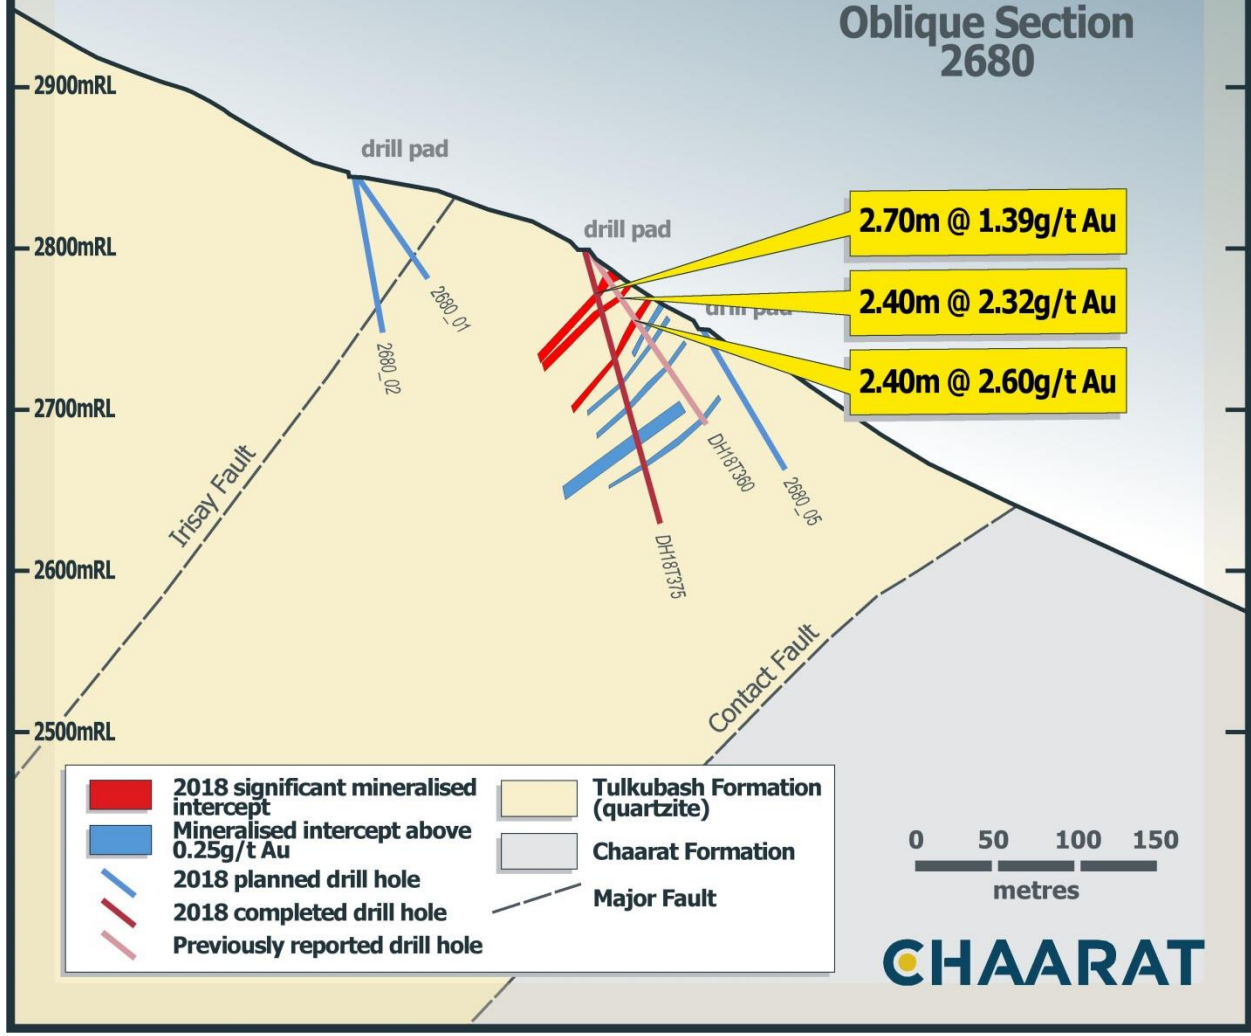 Oblique Section
2680
2900mRL
drill pad
2800mRL
drill pad
2.70m @ 1.39g/t Au
2.40m @ 2.32g/t Au
drill pad
2.40m @ 2.60g/t Au
2680_01
2680_02
2700mRL
DH18T360
2680_05
Irisay Fault
DH18T375
2600mRL
Contact Fault
2500mRL
2018 significant mineralised
intercept
Mineralised intercept above
0.25g/t Au
2018 planned drill hole
2018 completed drill hole
Previously reported drill hole
Tulkubash Formation
(quartzite)
Chaarat Formation
Major Fault
0 50 100 150
metres
CHAARAT